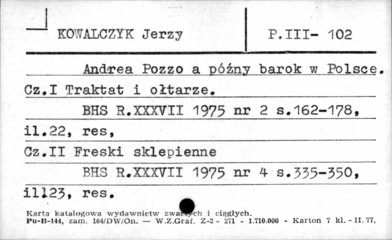 KOWALCZYK Jerzy P.III- 102
Andrea Pozzo a późny barok w Polsce.
Cz.I Traktat i ołtarze.
BHS R.XXXVII 1975 nr 2 s.162-178,
il.22, res,
Cz.II Freski sklepienne
BHS R.XXXVII 1975 nr 4 s.335-350,
il123, res.
Karta katalogowa wydawnictw zwartych i ciągłych.
Pu-B-144, zam. 164/DW/On. — W.Z.Graf. Z-2 - 271 - 1.710.000 - Karton 7 kl. - II. 77.